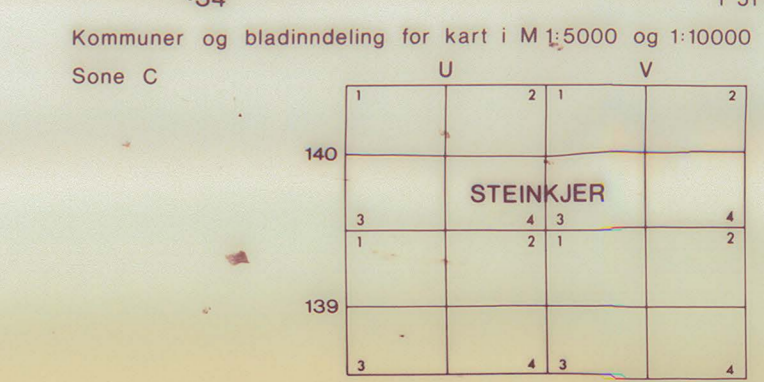 Kommuner og bladinndeling for kart i M 1:5000 og 1:10000
Sone C
U V
1 2 1 2
140
STEINKJER
3 4 3 4
1 2 1 2
139
3 4 3 4